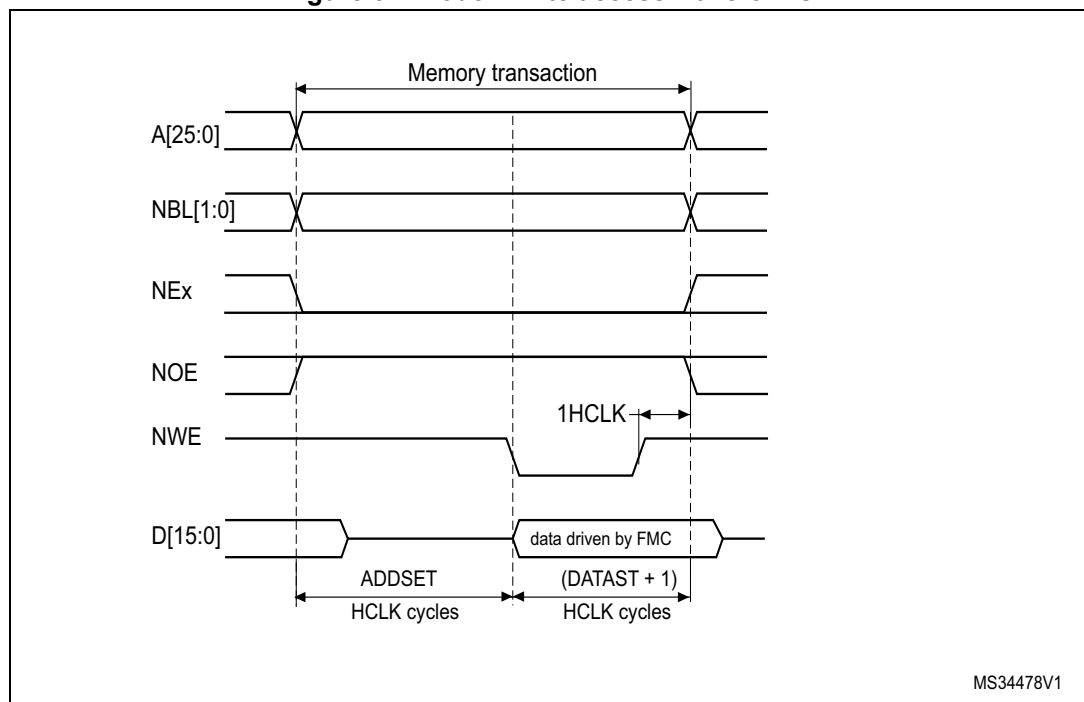 Memory transaction
A[25:0]
NBL[1:0]
NEx
NOE
1HCLK
NWE
D[15:0]
data driven by FMC
ADDSET (DATAST + 1)
HCLK cycles HCLK cycles
MS34478V1